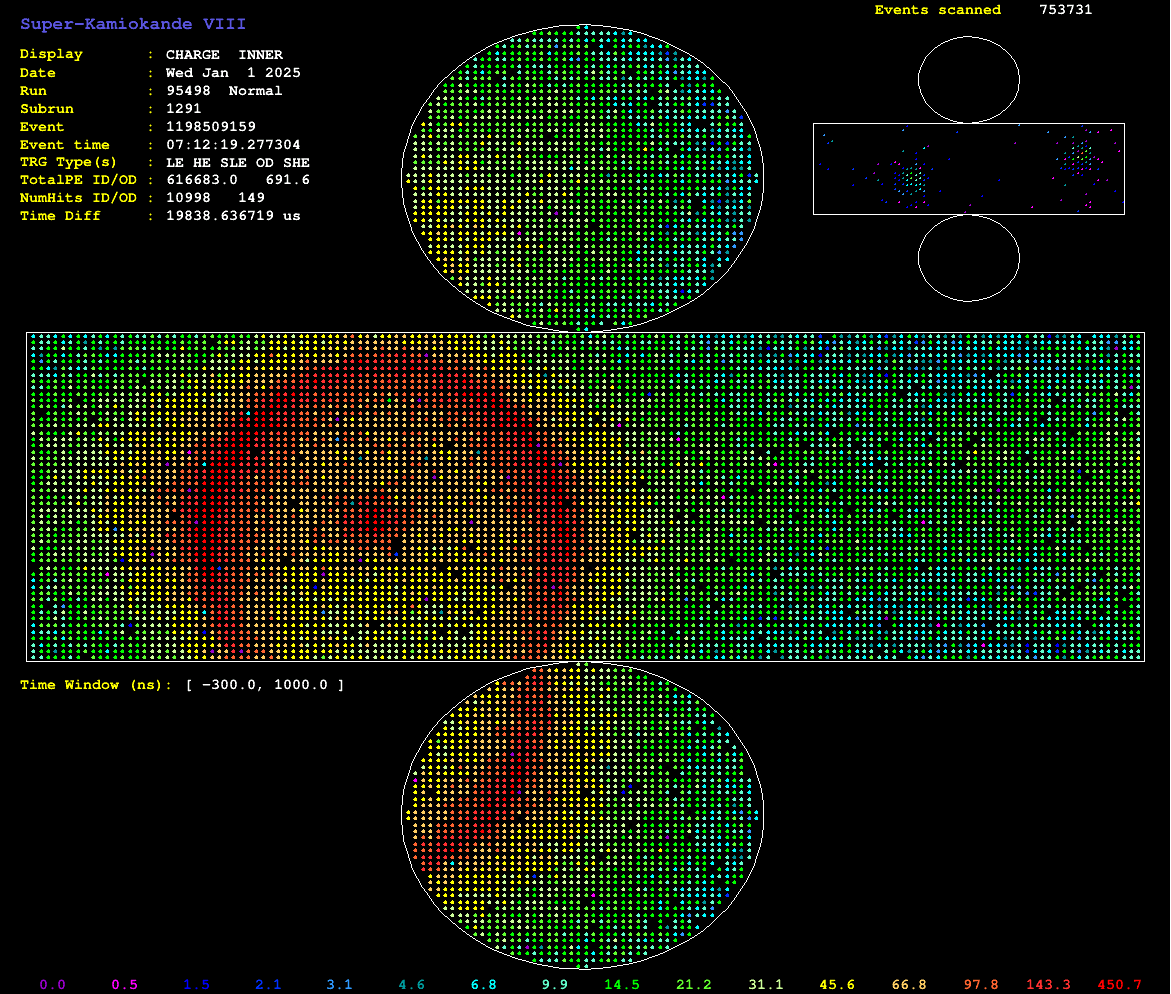 Super-Kamiokande VIII
Events scanned 753731
Display : CHARGE INNER
Date : Wed Jan 1 2025
Run : 95498 Normal
Subrun : 1291
Event : 1198509159
Event time : 07:12:19.277304
TRG Type(s) : LE HE SLE OD SHE
TotalPE ID/OD : 616683.0 691.6
NumHits ID/OD : 10998 149
Time Diff : 19838.636719 us
Time Window (ns): [ −300.0, 1000.0 ]
0.0 0.5 1.5 2.1 3.1 4.6 6.8 9.9 14.5 21.2 31.1 45.6 66.8 97.8 143.3 450.7